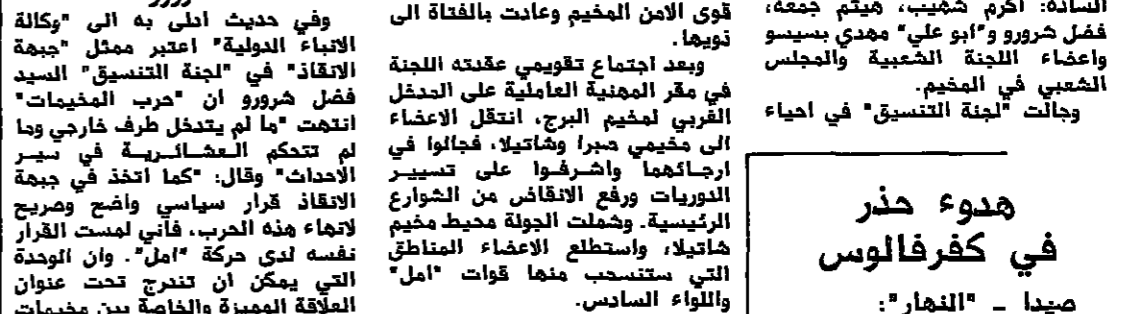 السادة: اكرم شهيب، هيثم جمعة،
فضل شرورو و"ابو علي" مهدي بسيسو
واعضاء اللجنة الشعبية والمجلس
الشعبي في المخيم.
وجالت "لجنة التنسيق" في احياء
قوى الامن المخيم وعادت بالفتاة الى
ذويها.
وبعد اجتماع تقويمي عقدته اللجنة
في مقر المهنية العاملية على المدخل
الغربي لمخيم البرج، انتقل الاعضاء
الى مخيمي صبرا وشاتيلا، فجالوا في
ارجائهما واشرفوا على تسيير
الدوريات ورفع الانقاض من الشوارع
الرئيسية. وشملت الجولة محيط مخيم
شاتيلا، واستطلع الاعضاء المناطق
التي ستنسحب منها قوات "امل"
واللواء السادس.
وفي حديث ادلى به الى "وكالة
الانباء الدولية" اعتبر ممثل "جبهة
الانقاذ" في "لجنة التنسيق" السيد
فضل شرورو ان "حرب المخيمات"
انتهت "ما لم يتدخل طرف خارجي وما
لم تتحكم العشائرية في سير
الاحداث" وقال: "كما اتخذ في جبهة
الانقاذ قرار سياسي واضح وصريح
لانهاء هذه الحرب، فاني لمست القرار
نفسه لدى حركة "امل". وان الوحدة
التي يمكن ان تندرج تحت عنوان
العلاقة المميزة والخاصة بين مخيمات
هدوء حذر
في كفرفالوس
صيدا - "النهار":